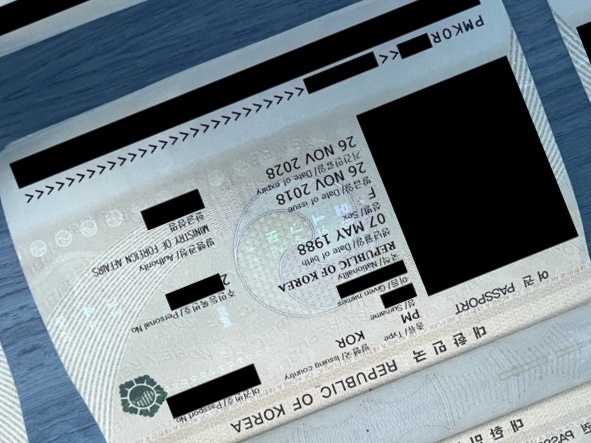 대한민국 REPUBLIC OF KOREA
여권 PASSPORT
종류/Type
발행국/Issuing country
여권번호/Passport No
PM
KOR
성/Surname
이름/Given names
국적/Nationality
주민등록번호/Personal No
REPUBLIC OF KOREA
2
생년월일/Date of birth
발행관청/Authority
07 MAY 1988
MINISTRY OF FOREIGN AFFAIRS
성별/Sex
한글성명
F
발급일/Date of issue
26 NOV 2018
기간만료일/Date of expiry
26 NOV 2028
PMKOR
<<
<<<<<<<<<<<<<<<<<<<<